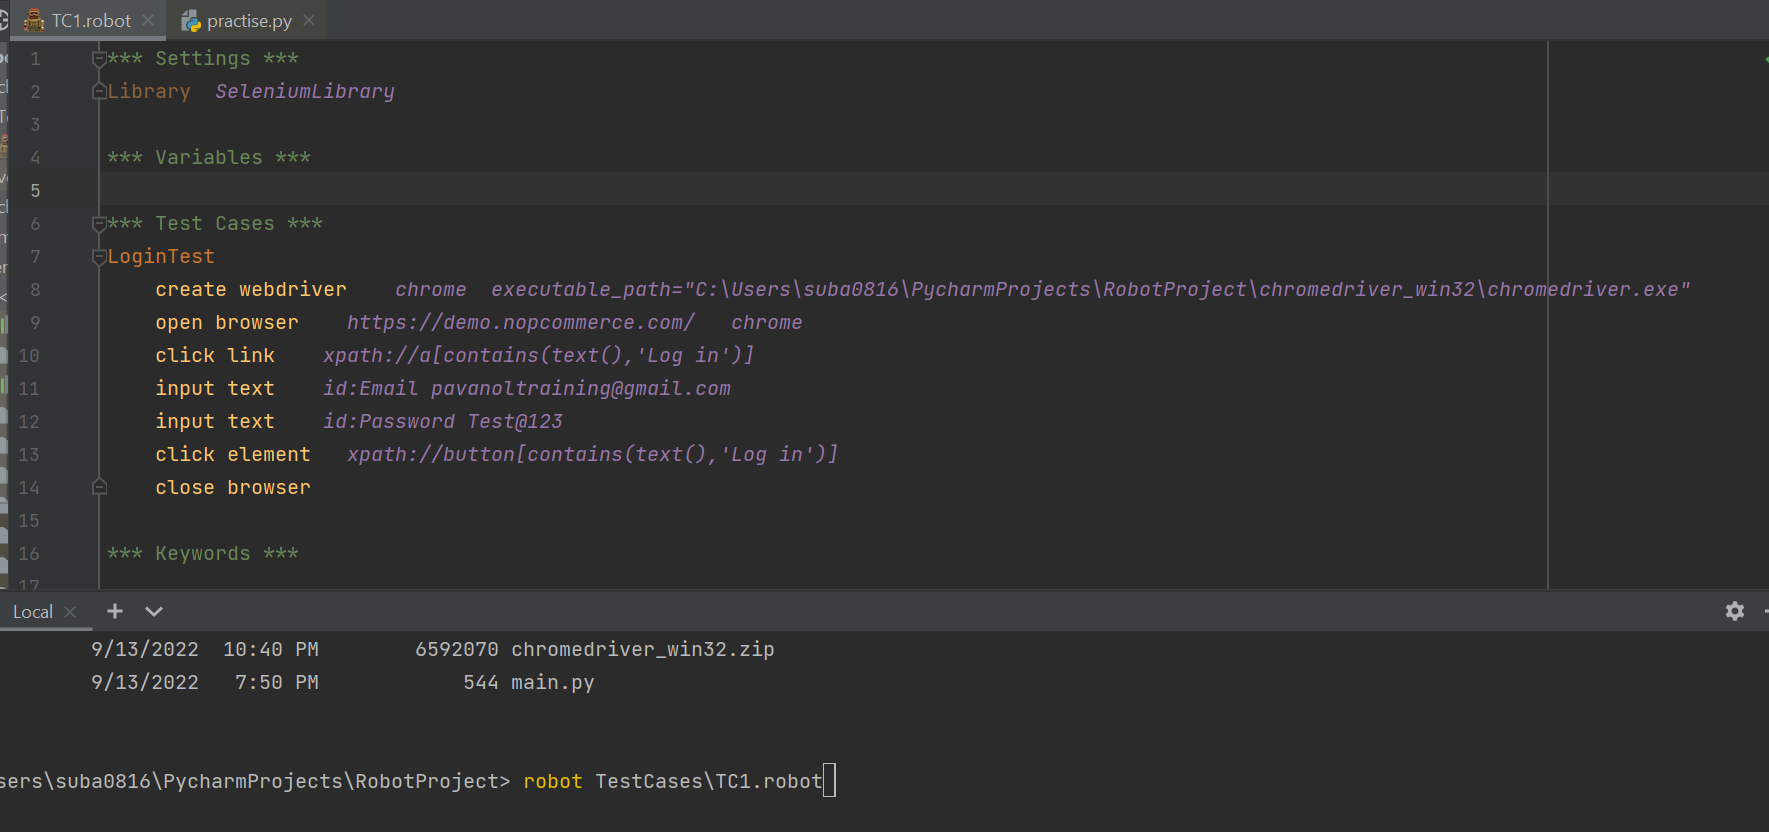 TC1.robot practise.py
1 *** Settings ***
2 Library  SeleniumLibrary
3
4 *** Variables ***
5
6 *** Test Cases ***
7 LoginTest
8     create webdriver    chrome  executable_path="C:\Users\suba0816\PycharmProjects\RobotProject\chromedriver_win32\chromedriver.exe"
9     open browser    https://demo.nopcommerce.com/   chrome
10     click link    xpath://a[contains(text(),'Log in')]
11     input text    id:Email pavanoltraining@gmail.com
12     input text    id:Password Test@123
13     click element   xpath://button[contains(text(),'Log in')]
14     close browser
15
16 *** Keywords ***
17
Local
9/13/2022  10:40 PM        6592070 chromedriver_win32.zip
9/13/2022   7:50 PM            544 main.py
sers\suba0816\PycharmProjects\RobotProject> robot TestCases\TC1.robot